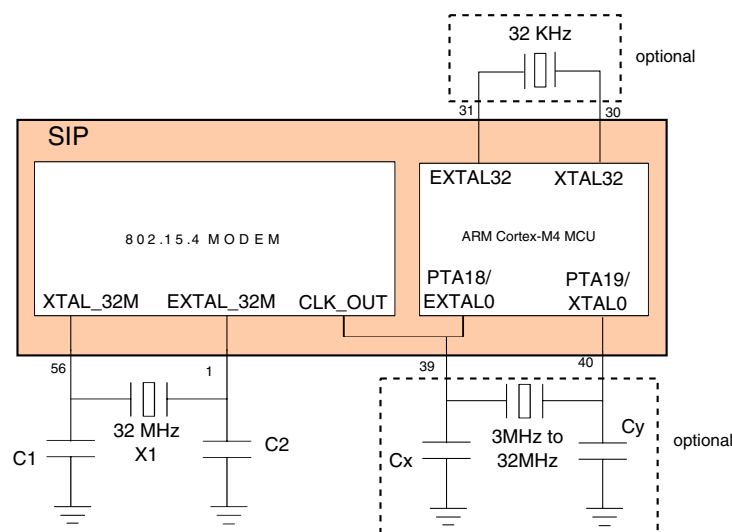 32 KHz
optional
31
30
SIP
EXTAL32
XTAL32
802.15.4 MODEM
ARM Cortex-M4 MCU
PTA18/
EXTAL0
PTA19/
XTAL0
XTAL_32M
EXTAL_32M
CLK_OUT
56
1
39
40
32 MHz
X1
C1
C2
Cx
3MHz to
32MHz
Cy
optional